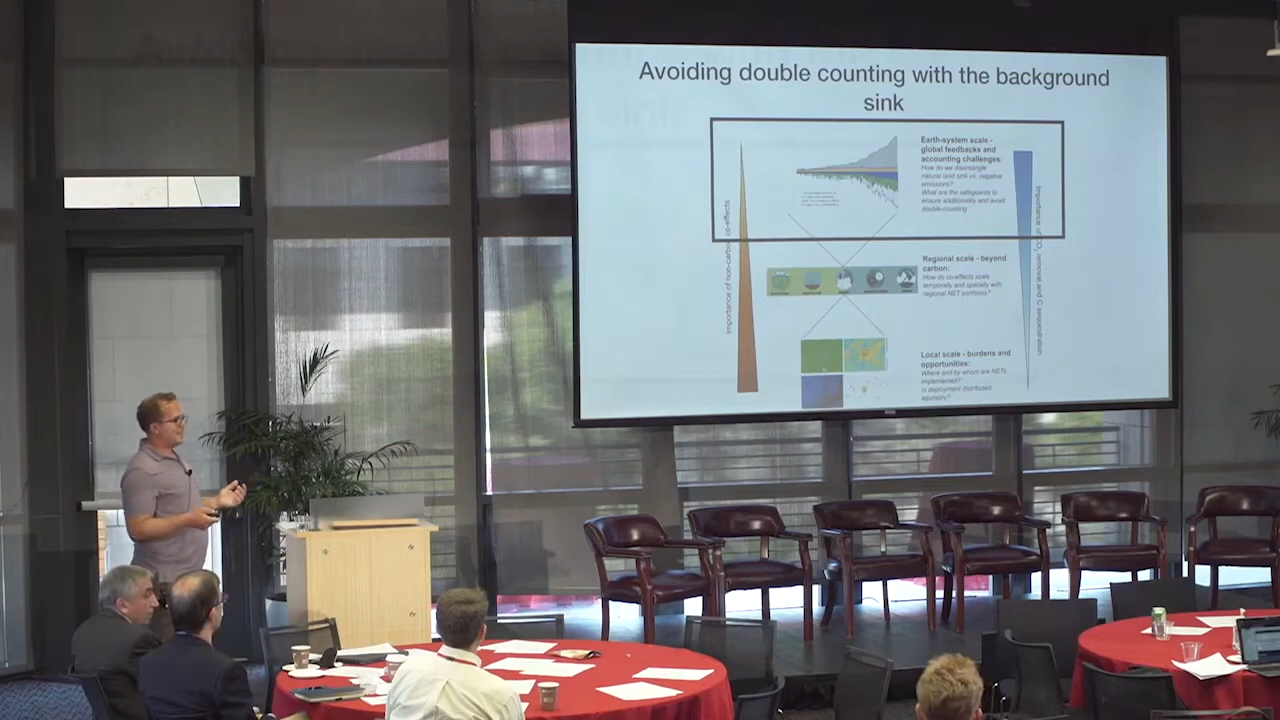 Avoiding double counting with the background
sink
Earth-system scale -
global feedbacks and
accounting challenges:
How do we disentangle
natural land sink vs. negative
emissions?
What are the safeguards to
ensure additionality and avoid
double-counting
Importance of non-carbon co-effects
Importance of CO2 removal and C sequestration
Regional scale - beyond
carbon:
How do co-effects scale
temporally and spatially with
regional NET portfolios?
Local scale - burdens and
opportunities:
Where and by whom are NETs
implemented?
Is deployment distributed
equitably?